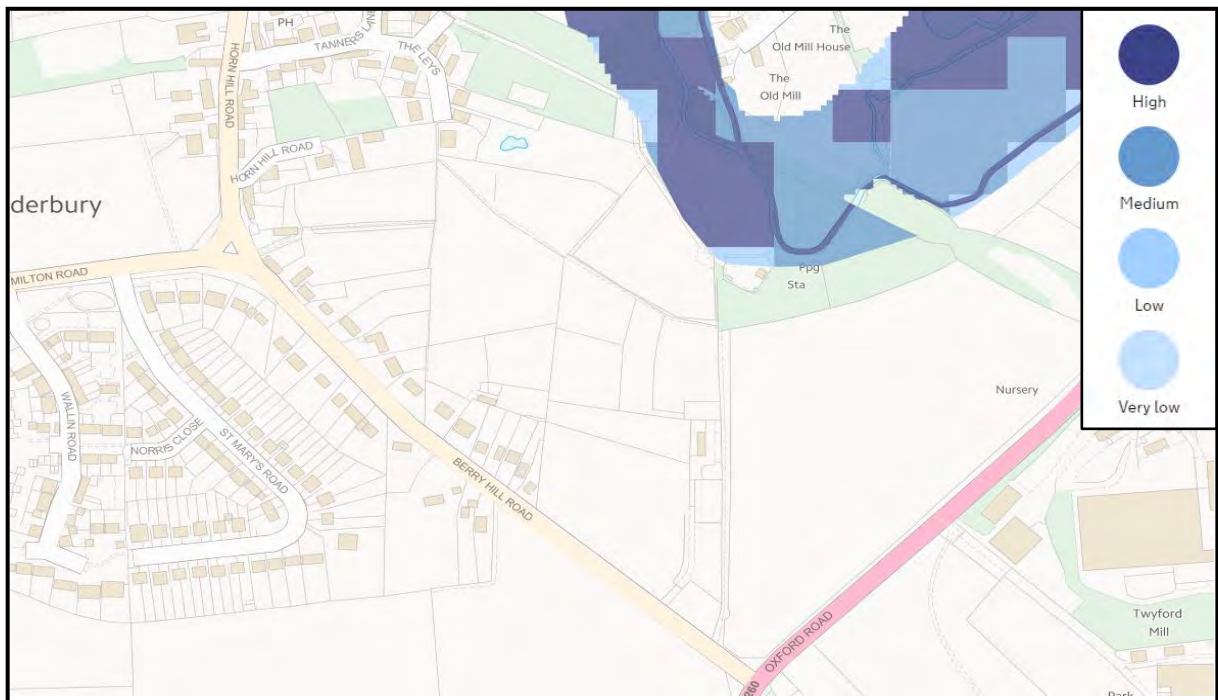 PH
TANNERS LAN
THE LEYS
HORN HILL ROAD
The
Old Mill House
The
Old Mill
HORN HILL ROAD
derbury
MILTON ROAD
Ppg
Sta
Nursery
WALLIN ROAD
NORRIS CLOSE
ST MARY'S ROAD
BERRY HILL ROAD
OXFORD ROAD
260
Twyford
Mill
Park
High
Medium
Low
Very low